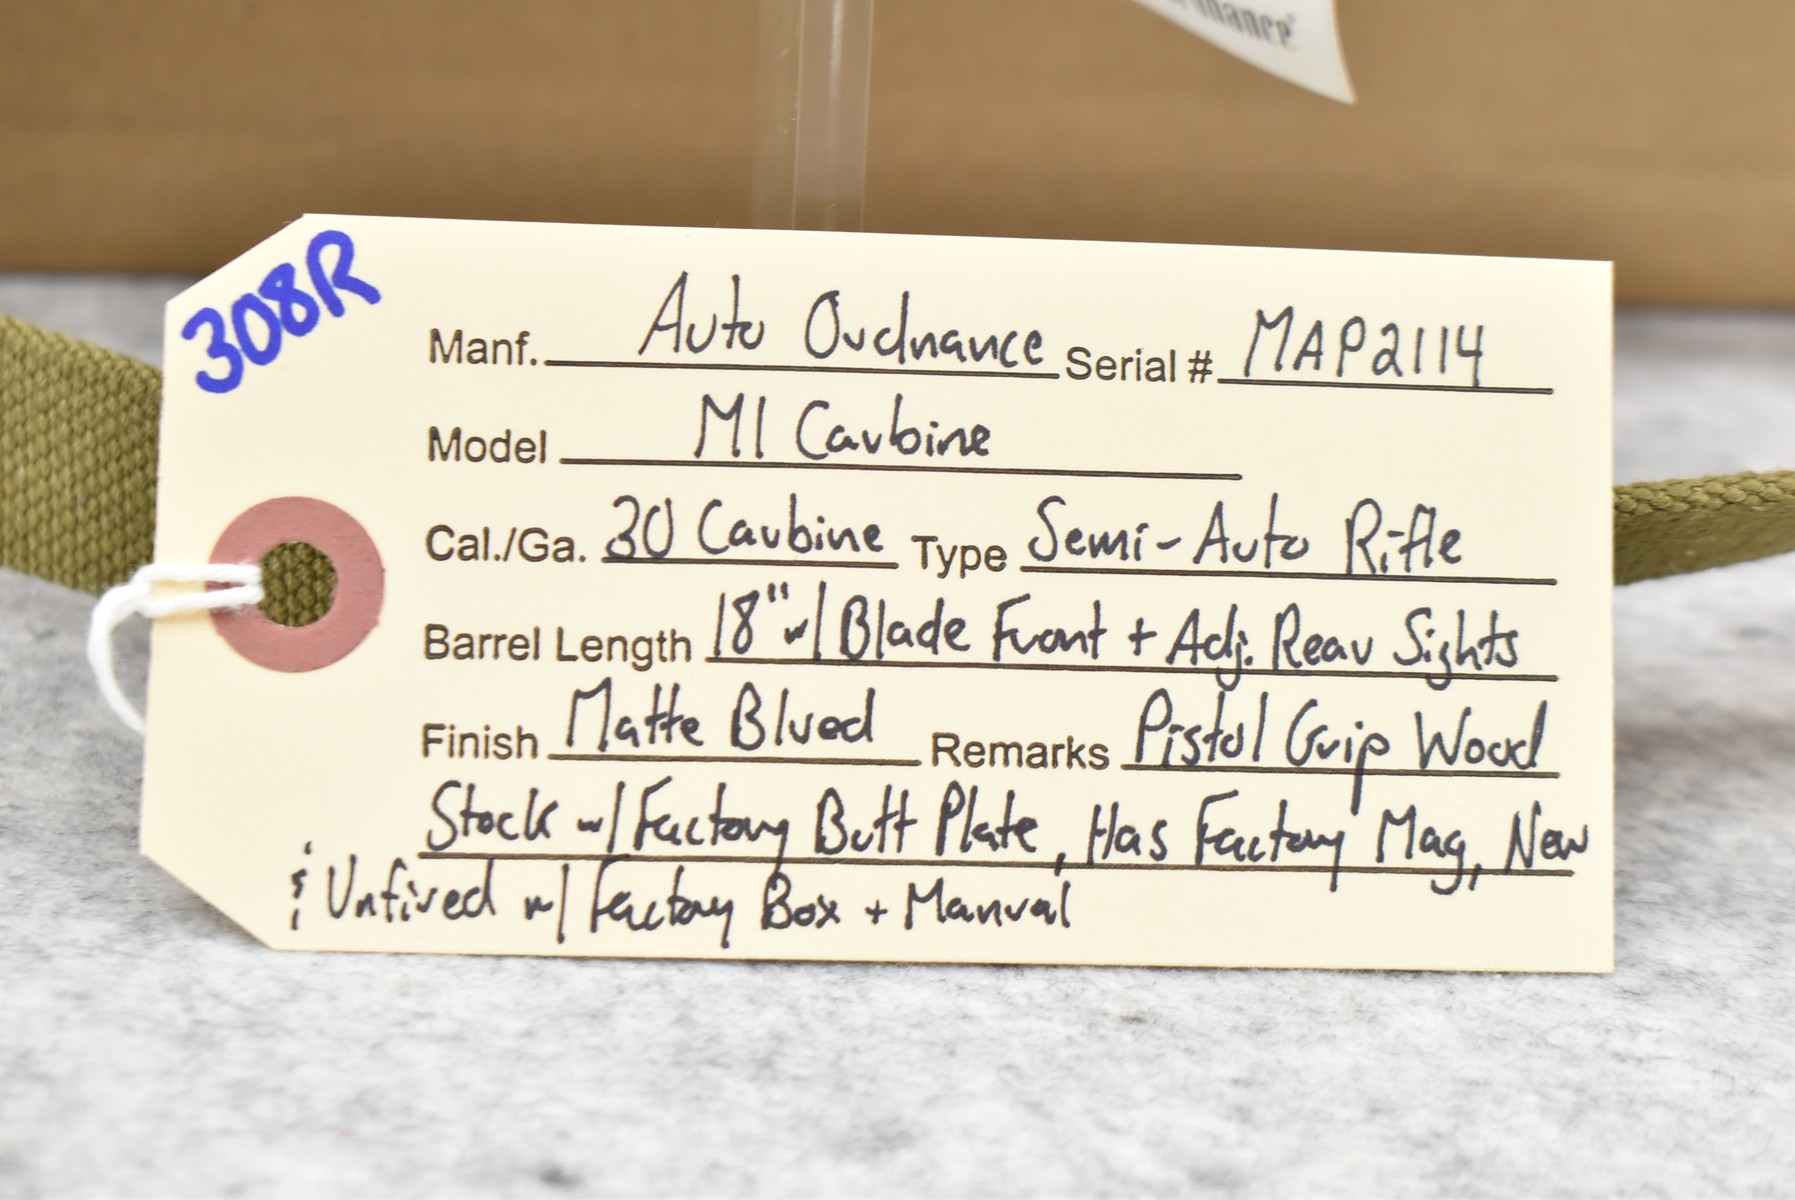 308R
Manf. Auto Ordnance Serial # MAP2114
Model M1 Carbine
Cal./Ga. 30 Carbine Type Semi-Auto Rifle
Barrel Length 18" w/ Blade Front + Adj. Rear Sights
Finish Matte Blued Remarks Pistol Grip Wood
Stock w/ Factory Butt Plate, Has Factory Mag, New
& Unfired w/ Factory Box + Manual